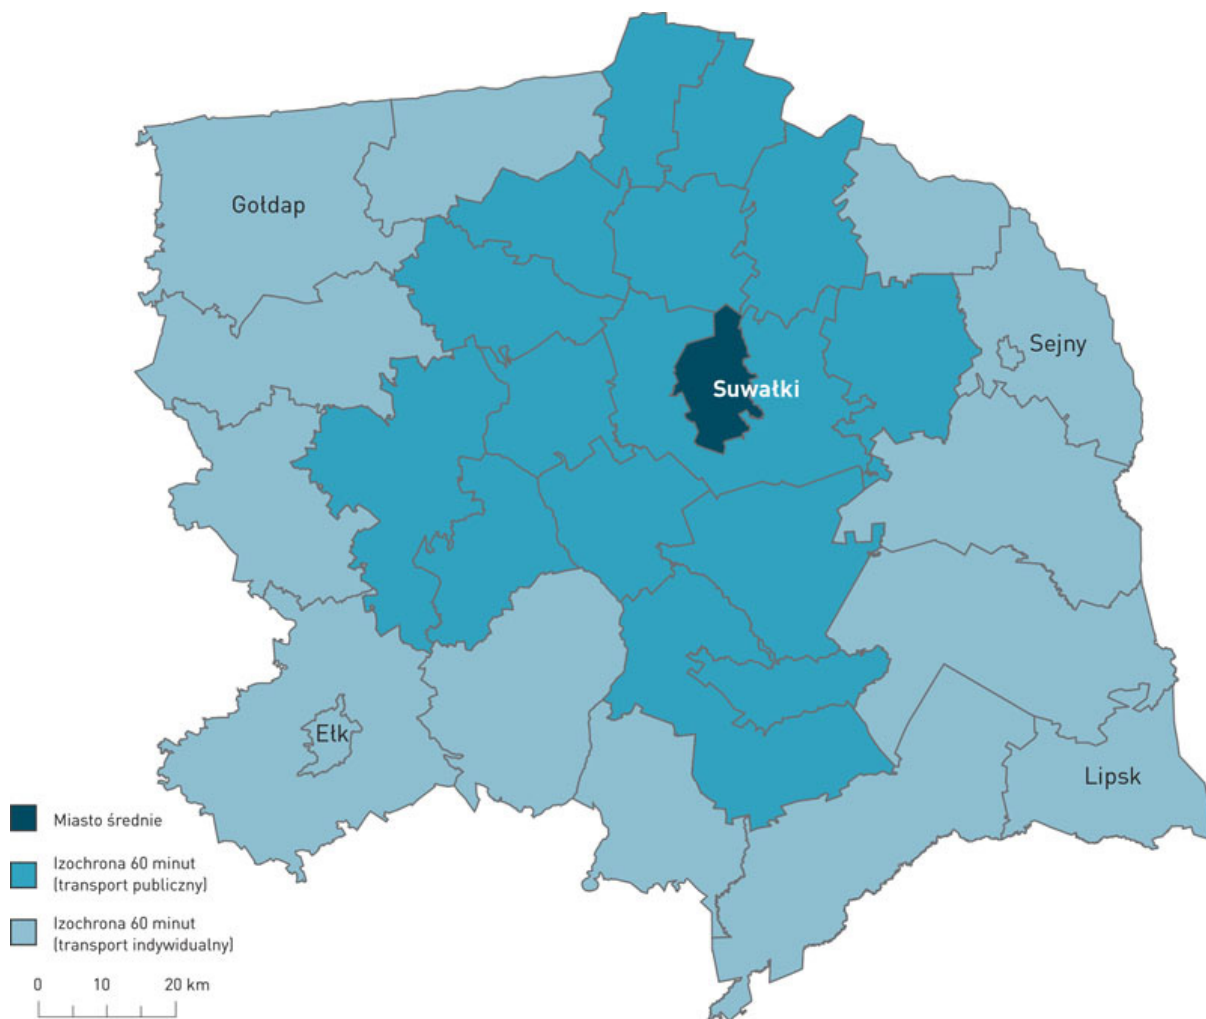 Gołdap
Sejny
Suwałki
Ełk
Lipsk
Miasto średnie
Izochrona 60 minut
(transport publiczny)
Izochrona 60 minut
(transport indywidualny)
0 10 20 km